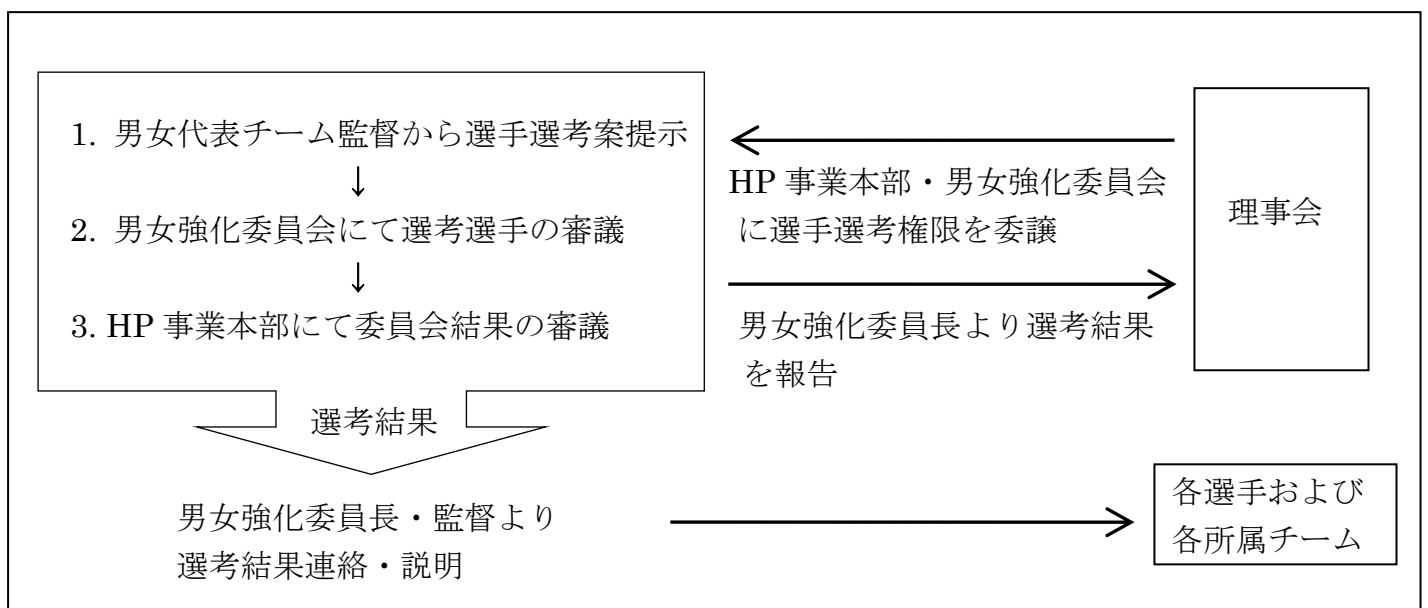 1. 男女代表チーム監督から選手選考案提示
↓
2. 男女強化委員会にて選考選手の審議
↓
3. HP 事業本部にて委員会結果の審議
選考結果
HP 事業本部・男女強化委員会
に選手選考権限を委譲
男女強化委員長より選考結果
を報告
理事会
男女強化委員長・監督より
選考結果連絡・説明
各選手および
各所属チーム